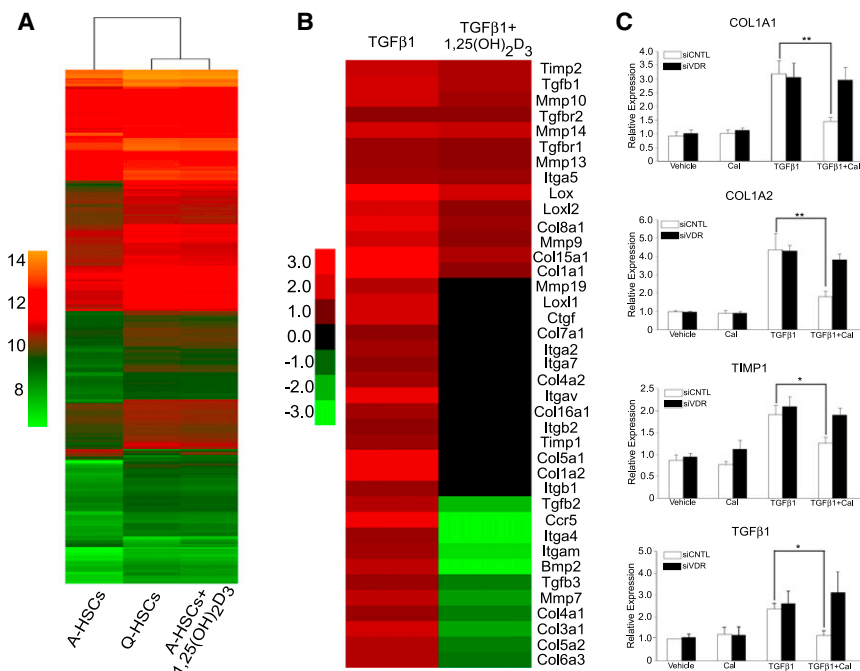 A
14
12
10
8
A-HSCs
Q-HSCs
A-HSCs+
1,25(OH)2D3
B
TGFβ1
TGFβ1+
1,25(OH)2D3
3.0
2.0
1.0
0.0
-1.0
-2.0
-3.0
Timp2
Tgfb1
Mmp10
Tgfbr2
Mmp14
Tgfbr1
Mmp13
Itga5
Lox
Loxl2
Col8a1
Mmp9
Col15a1
Col1a1
Mmp19
Loxl1
Ctgf
Col7a1
Itga2
Itga7
Col4a2
Itgav
Col16a1
Itgb2
Timp1
Col5a1
Col1a2
Itgb1
Tgfb2
Ccr5
Itga4
Itgam
Bmp2
Tgfb3
Mmp7
Col4a1
Col3a1
Col5a2
Col6a3
C
COL1A1
Relative Expression
4.0
3.5
3.0
2.5
2.0
1.5
1.0
0.5
0
siCNTL
siVDR
**
Vehicle Cal TGFβ1 TGFβ1+Cal
COL1A2
Relative Expression
6.0
5.0
4.0
3.0
2.0
1.0
0
siCNTL
siVDR
**
Vehicle Cal TGFβ1 TGFβ1+Cal
TIMP1
Relative Expression
2.5
2.0
1.5
1.0
0.5
0
siCNTL
siVDR
*
Vehicle Cal TGFβ1 TGFβ1+Cal
TGFβ1
Relative Expression
5.0
4.0
3.0
2.0
1.0
0
siCNTL
siVDR
*
Vehicle Cal TGFβ1 TGFβ1+Cal